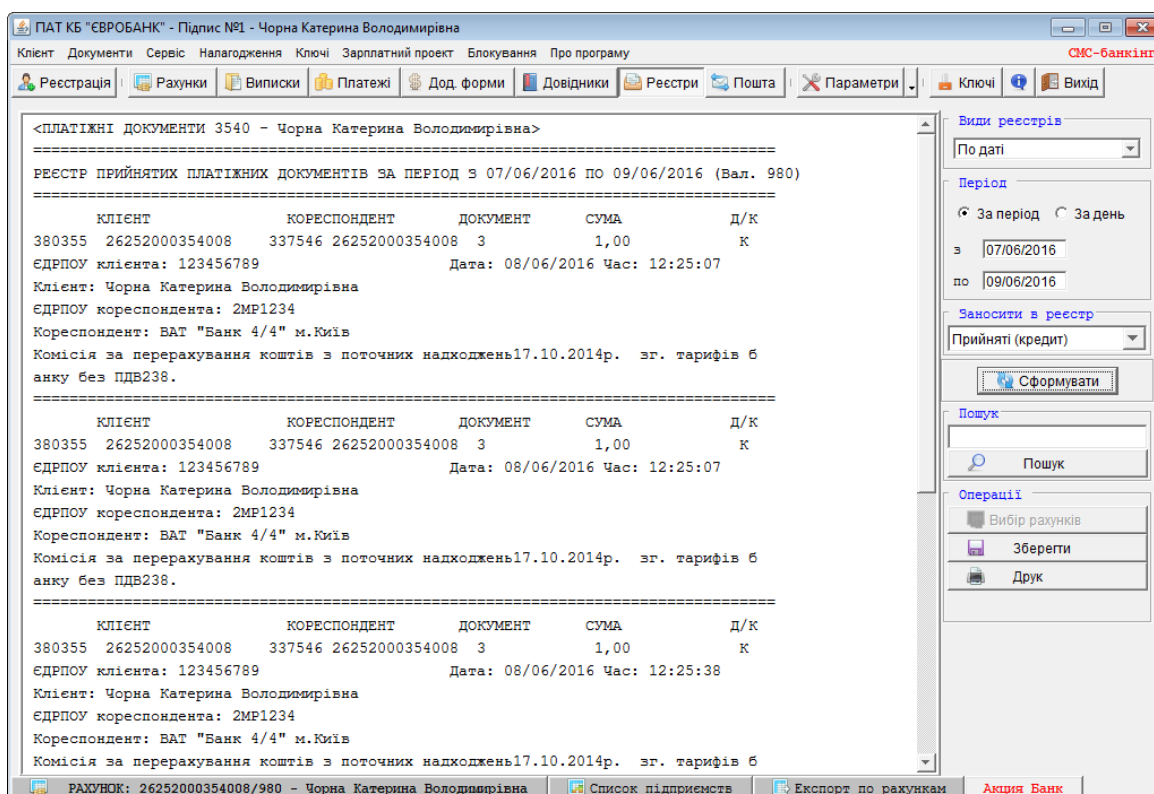 ПАТ КБ "ЄВРОБАНК" - Підпис №1 - Чорна Катерина Володимирівна
Клієнт Документи Сервіс Налагодження Ключі Зарплатний проект Блокування Про програму СМС-банкінг
Реєстрація Рахунки Виписки Платежі Дод. форми Довідники Реєстри Пошта Параметри Ключі Вихід
<ПЛАТІЖНІ ДОКУМЕНТИ 3540 - Чорна Катерина Володимирівна>
===================================================================================
РЕЄСТР ПРИЙНЯТИХ ПЛАТІЖНИХ ДОКУМЕНТІВ ЗА ПЕРІОД З 07/06/2016 ПО 09/06/2016 (Вал. 980)
===================================================================================
КЛІЄНТ КОРЕСПОНДЕНТ ДОКУМЕНТ СУМА Д/К
380355 26252000354008 337546 26252000354008 3 1,00 К
ЄДРПОУ клієнта: 123456789 Дата: 08/06/2016 Час: 12:25:07
Клієнт: Чорна Катерина Володимирівна
ЄДРПОУ кореспондента: 2МР1234
Кореспондент: ВАТ "Банк 4/4" м.Київ
Комісія за перерахування коштів з поточних надходжень17.10.2014р. зг. тарифів б
анку без ПДВ238.
===================================================================================
КЛІЄНТ КОРЕСПОНДЕНТ ДОКУМЕНТ СУМА Д/К
380355 26252000354008 337546 26252000354008 3 1,00 К
ЄДРПОУ клієнта: 123456789 Дата: 08/06/2016 Час: 12:25:07
Клієнт: Чорна Катерина Володимирівна
ЄДРПОУ кореспондента: 2МР1234
Кореспондент: ВАТ "Банк 4/4" м.Київ
Комісія за перерахування коштів з поточних надходжень17.10.2014р. зг. тарифів б
анку без ПДВ238.
===================================================================================
КЛІЄНТ КОРЕСПОНДЕНТ ДОКУМЕНТ СУМА Д/К
380355 26252000354008 337546 26252000354008 3 1,00 К
ЄДРПОУ клієнта: 123456789 Дата: 08/06/2016 Час: 12:25:38
Клієнт: Чорна Катерина Володимирівна
ЄДРПОУ кореспондента: 2МР1234
Кореспондент: ВАТ "Банк 4/4" м.Київ
Комісія за перерахування коштів з поточних надходжень17.10.2014р. зг. тарифів б
Види реєстрів
По даті
Період
За період За день
з 07/06/2016
по 09/06/2016
Заносити в реєстр
Прийняті (кредит)
Сформувати
Пошук
Пошук
Операції
Вибір рахунків
Зберегти
Друк
РАХУНОК: 26252000354008/980 - Чорна Катерина Володимирівна Список підприємств Експорт по рахункам Акция Банк